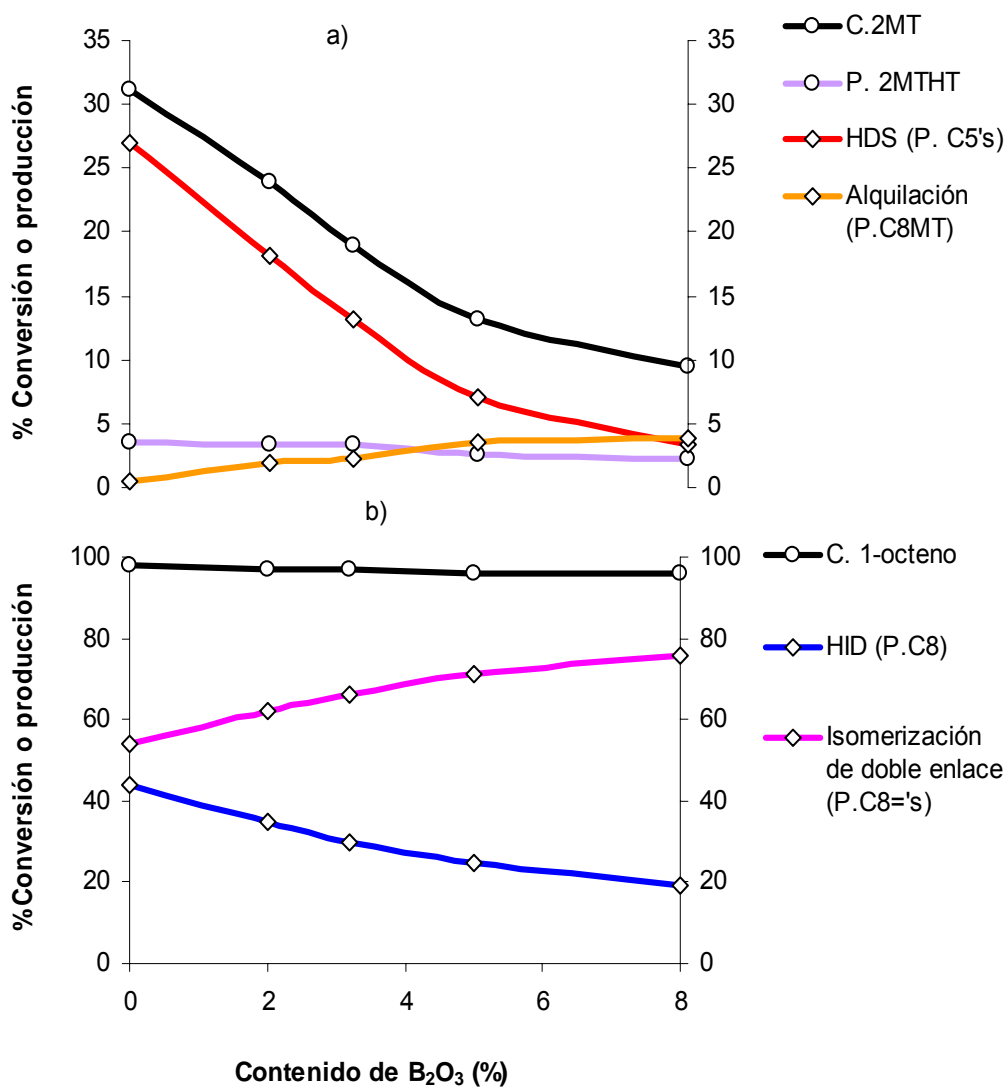 a)
35
30
25
20
15
10
5
0
35
30
25
20
15
10
5
0
% Conversión o producción
C.2MT
P. 2MTHT
HDS (P. C5's)
Alquilación
(P.C8MT)
b)
100
80
60
40
20
0
100
80
60
40
20
0
%Conversión o producción
C. 1-octeno
HID (P.C8)
Isomerización
de doble enlace
(P.C8='s)
0 2 4 6 8
Contenido de B₂O₃ (%)